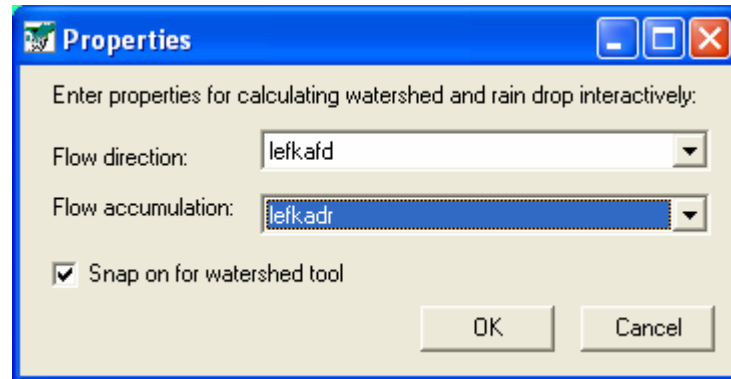 Properties
Enter properties for calculating watershed and rain drop interactively:
Flow direction: lefkafd
Flow accumulation: lefkadr
Snap on for watershed tool
OK Cancel